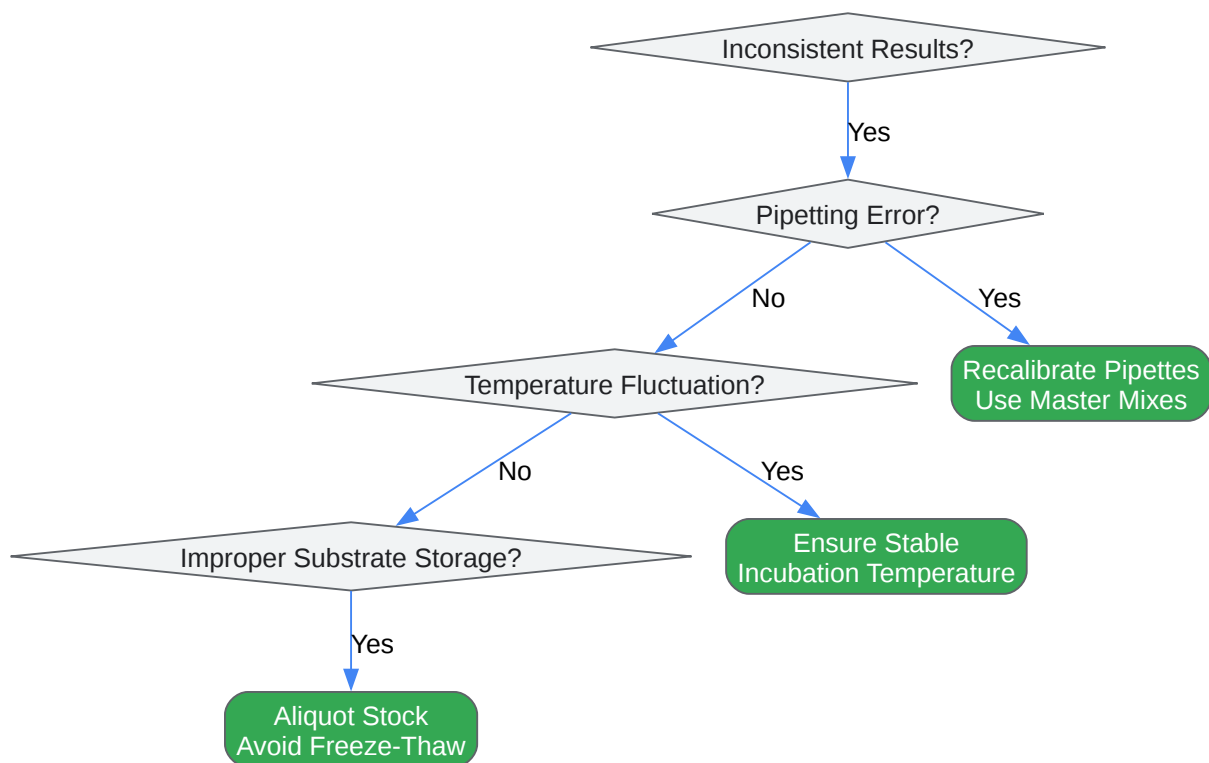 Inconsistent Results?
Yes
Pipetting Error?
No
Yes
Recalibrate Pipettes
Use Master Mixes
Temperature Fluctuation?
No
Yes
Ensure Stable
Incubation Temperature
Improper Substrate Storage?
Yes
Aliquot Stock
Avoid Freeze-Thaw